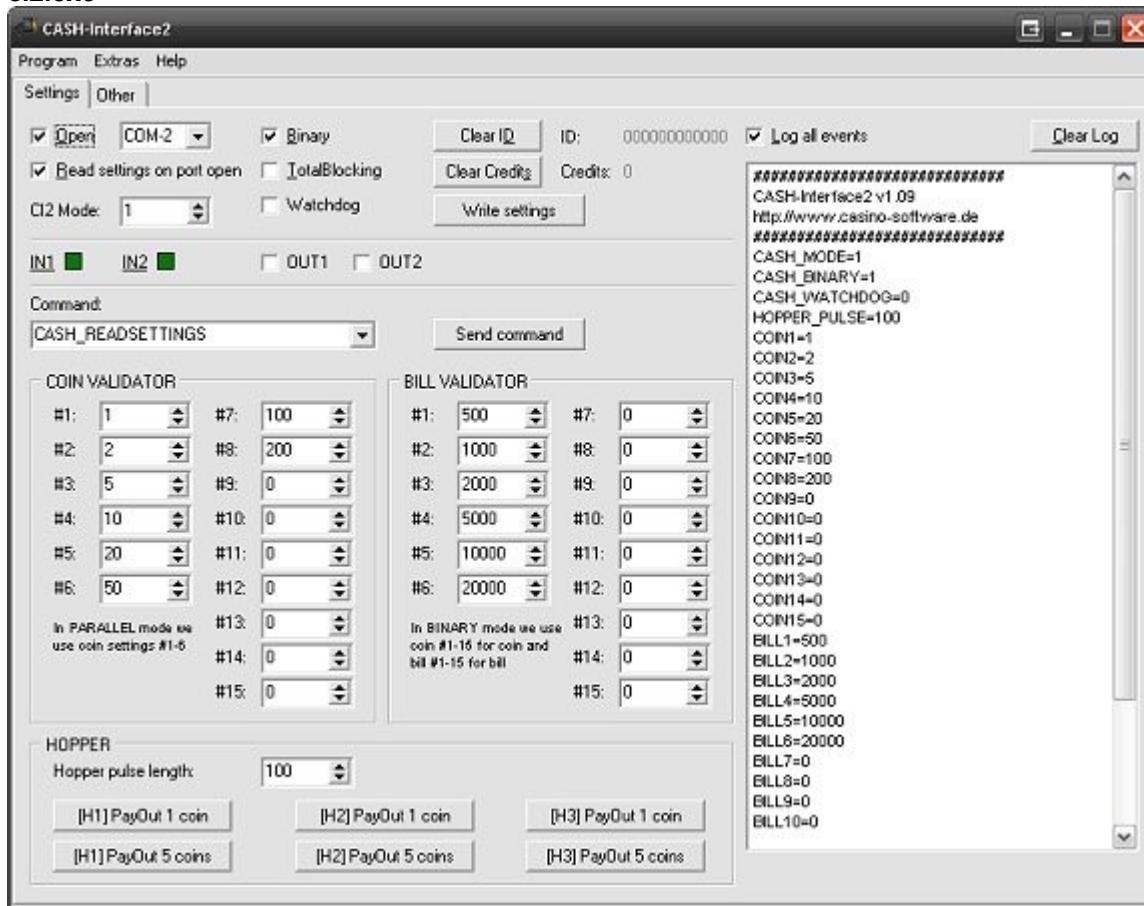 CASH-Interface2
Program Extras Help
Settings Other
Open COM-2 Binary Clear ID ID: 000000000000 Log all events Clear Log
Read settings on port open TotalBlocking Clear Credits Credits: 0
CI2 Mode: 1 Watchdog Write settings
IN1 IN2 OUT1 OUT2
Command:
CASH_READSETTINGS Send command
COIN VALIDATOR
#1: 1 #7: 100
#2: 2 #8: 200
#3: 5 #9: 0
#4: 10 #10: 0
#5: 20 #11: 0
#6: 50 #12: 0
#13: 0
#14: 0
#15: 0
In PARALLEL mode we
use coin settings #1-6
BILL VALIDATOR
#1: 500 #7: 0
#2: 1000 #8: 0
#3: 2000 #9: 0
#4: 5000 #10: 0
#5: 10000 #11: 0
#6: 20000 #12: 0
#13: 0
#14: 0
#15: 0
In BINARY mode we use
coin #1-15 for coin and
bill #1-15 for bill
HOPPER
Hopper pulse length: 100
[H1] PayOut 1 coin [H2] PayOut 1 coin [H3] PayOut 1 coin
[H1] PayOut 5 coins [H2] PayOut 5 coins [H3] PayOut 5 coins
##############################
CASH-Interface2 v1.09
http://www.casino-software.de
##############################
CASH_MODE=1
CASH_BINARY=1
CASH_WATCHDOG=0
HOPPER_PULSE=100
COIN1=1
COIN2=2
COIN3=5
COIN4=10
COIN5=20
COIN6=50
COIN7=100
COIN8=200
COIN9=0
COIN10=0
COIN11=0
COIN12=0
COIN13=0
COIN14=0
COIN15=0
BILL1=500
BILL2=1000
BILL3=2000
BILL4=5000
BILL5=10000
BILL6=20000
BILL7=0
BILL8=0
BILL9=0
BILL10=0